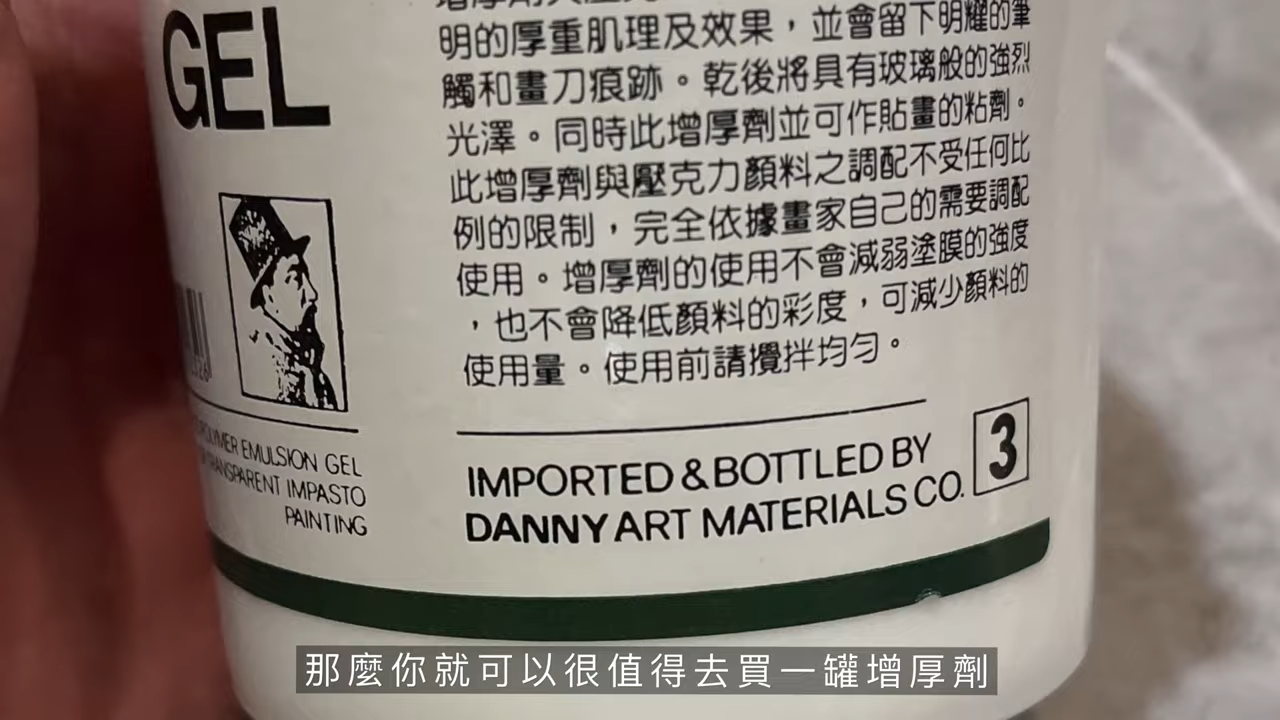 GEL
POLYMER EMULSION GEL
TRANSPARENT IMPASTO
PAINTING
增厚劑與壓克
明的厚重肌理及效果，並會留下明耀的筆
觸和畫刀痕跡。乾後將具有玻璃般的強烈
光澤。同時此增厚劑並可作貼畫的粘劑。
此增厚劑與壓克力顏料之調配不受任何比
例的限制，完全依據畫家自己的需要調配
使用。增厚劑的使用不會減弱塗膜的強度
，也不會降低顏料的彩度，可減少顏料的
使用量。使用前請攪拌均勻。
IMPORTED & BOTTLED BY
DANNY ART MATERIALS CO.
3
那麼你就可以很值得去買一罐增厚劑